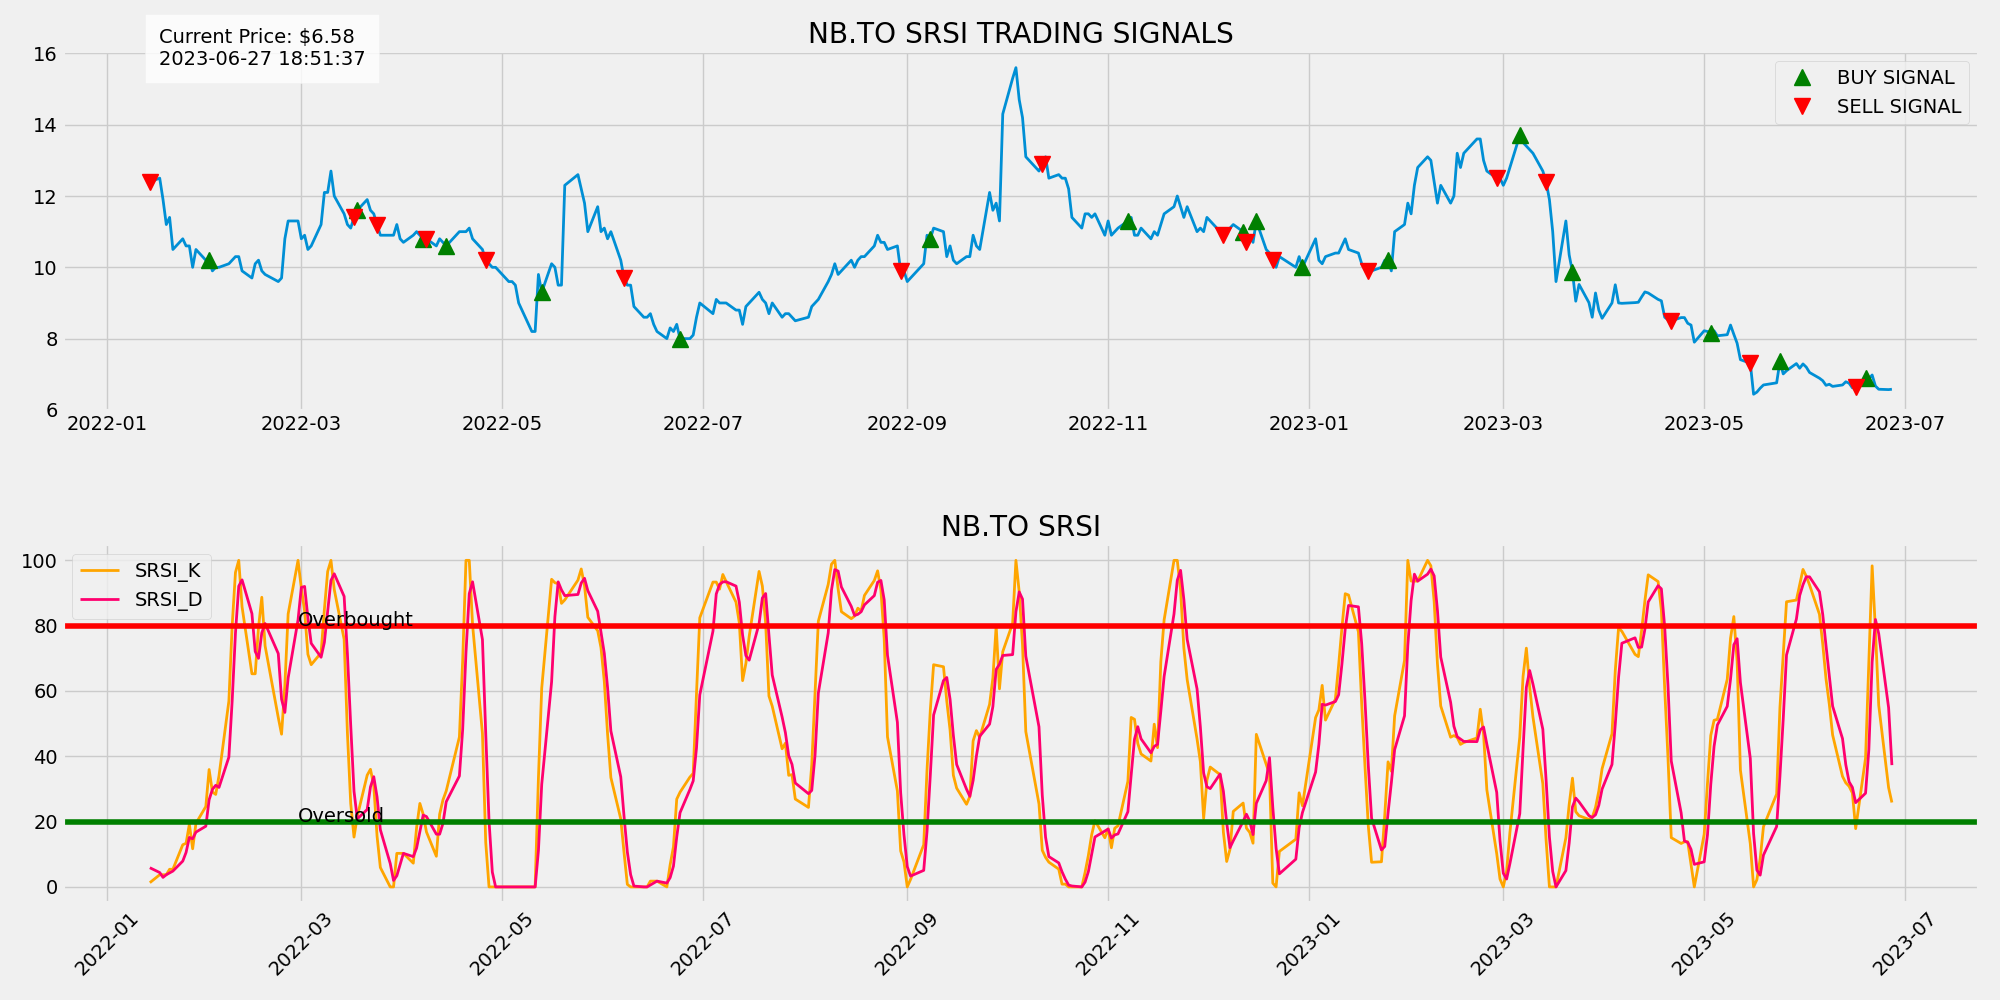 NB.TO SRSI TRADING SIGNALS
Current Price: $6.58
2023-06-27 18:51:37
BUY SIGNAL
SELL SIGNAL
16
14
12
10
8
6
2022-01 2022-03 2022-05 2022-07 2022-09 2022-11 2023-01 2023-03 2023-05 2023-07
NB.TO SRSI
SRSI_K
SRSI_D
Overbought
Oversold
100
80
60
40
20
0
2022-01 2022-03 2022-05 2022-07 2022-09 2022-11 2023-01 2023-03 2023-05 2023-07